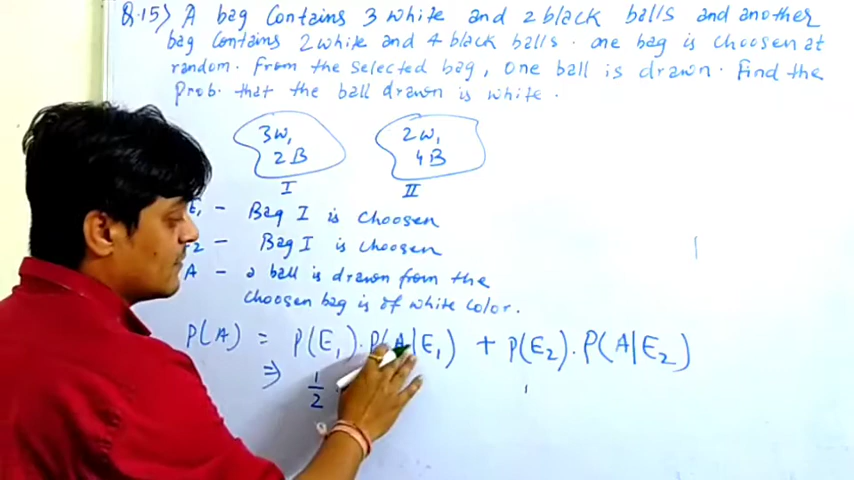 Q.15) A bag contains 3 white and 2 black balls and another
bag contains 2 white and 4 black balls. one bag is choosen at
random. from the selected bag, one ball is drawn. find the
prob. that the ball drawn is white.
3W, 2W,
2B 4B
I II
E1 - Bag I is choosen
E2 - Bag I is choosen
A - a ball is drawn from the
choosen bag is of white color.
P(A) = P(E1).P(A|E1) + P(E2).P(A|E2)
⇒ 1/2